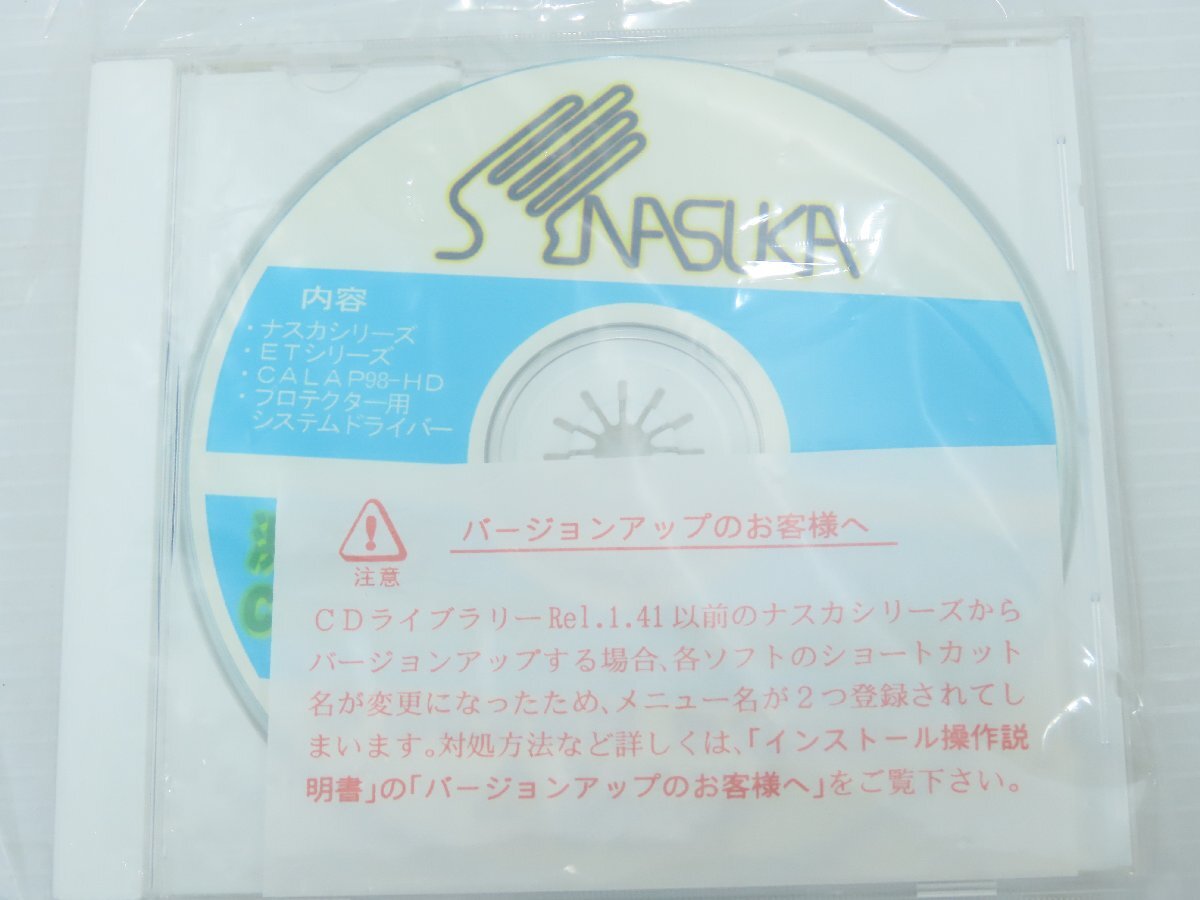 NASUKA
内容
・ナスカシリーズ
・ETシリーズ
・CALAP98-HD
・プロテクター用
システムドライバー
注意
バージョンアップのお客様へ
CDライブラリーRel.1.41以前のナスカシリーズから
バージョンアップする場合、各ソフトのショートカット
名が変更になったため、メニュー名が2つ登録されてし
まいます。対処方法など詳しくは、「インストール操作説
明書」の「バージョンアップのお客様へ」をご覧下さい。